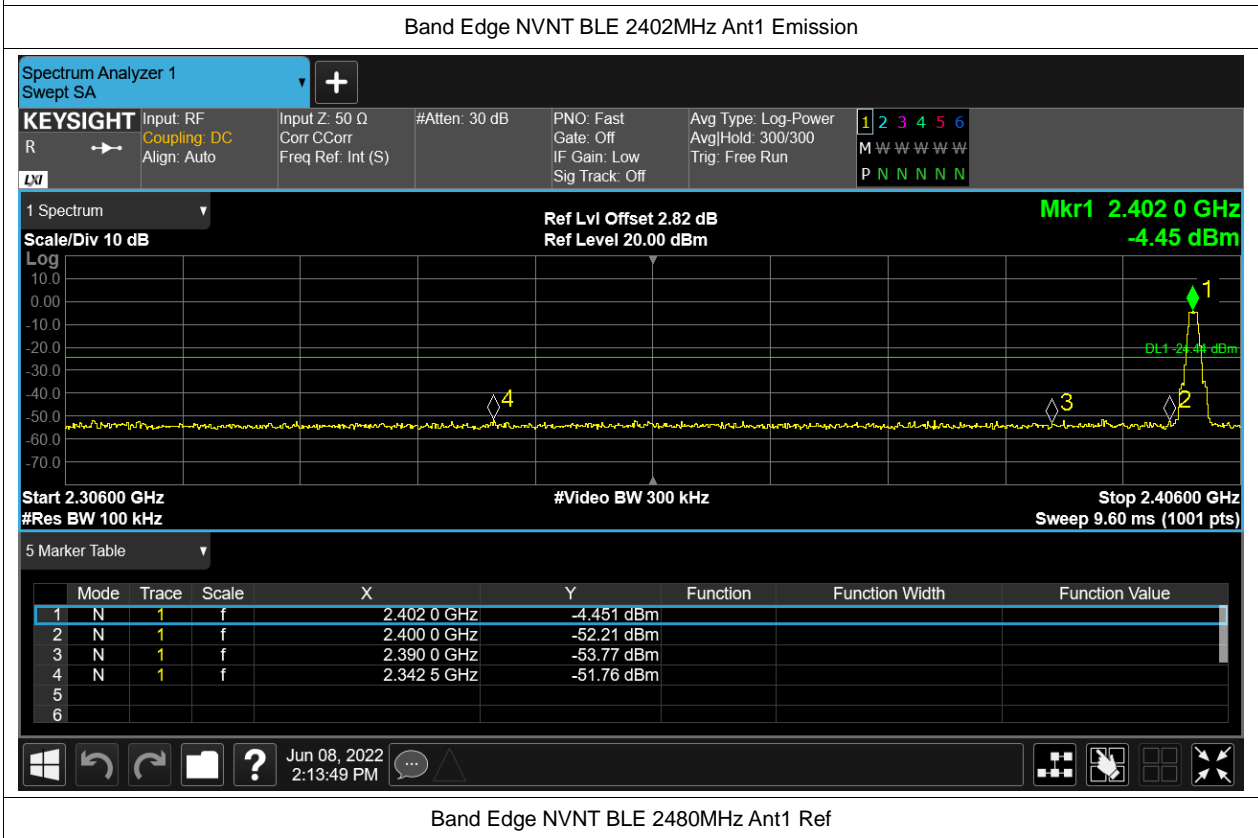 Band Edge NVNT BLE 2402MHz Ant1 Emission
Spectrum Analyzer 1
Swept SA
+
KEYSIGHT
R
LXI
Input: RF
Coupling: DC
Align: Auto
Input Z: 50 Ω
Corr CCorr
Freq Ref: Int (S)
#Atten: 30 dB
PNO: Fast
Gate: Off
IF Gain: Low
Sig Track: Off
Avg Type: Log-Power
Avg|Hold: 300/300
Trig: Free Run
1 2 3 4 5 6
M W W W W W
P N N N N N
1 Spectrum
Scale/Div 10 dB
Ref Lvl Offset 2.82 dB
Ref Level 20.00 dBm
Mkr1 2.402 0 GHz
-4.45 dBm
Log
10.0
0.00
-10.0
-20.0
-30.0
-40.0
-50.0
-60.0
-70.0
1
DL1 -24.44 dBm
4
3
2
Start 2.30600 GHz
#Video BW 300 kHz
Stop 2.40600 GHz
#Res BW 100 kHz
Sweep 9.60 ms (1001 pts)
5 Marker Table
Mode Trace Scale X Y Function Function Width Function Value
1 N 1 f 2.402 0 GHz -4.451 dBm
2 N 1 f 2.400 0 GHz -52.21 dBm
3 N 1 f 2.390 0 GHz -53.77 dBm
4 N 1 f 2.342 5 GHz -51.76 dBm
5
6
?
Jun 08, 2022
2:13:49 PM
Band Edge NVNT BLE 2480MHz Ant1 Ref